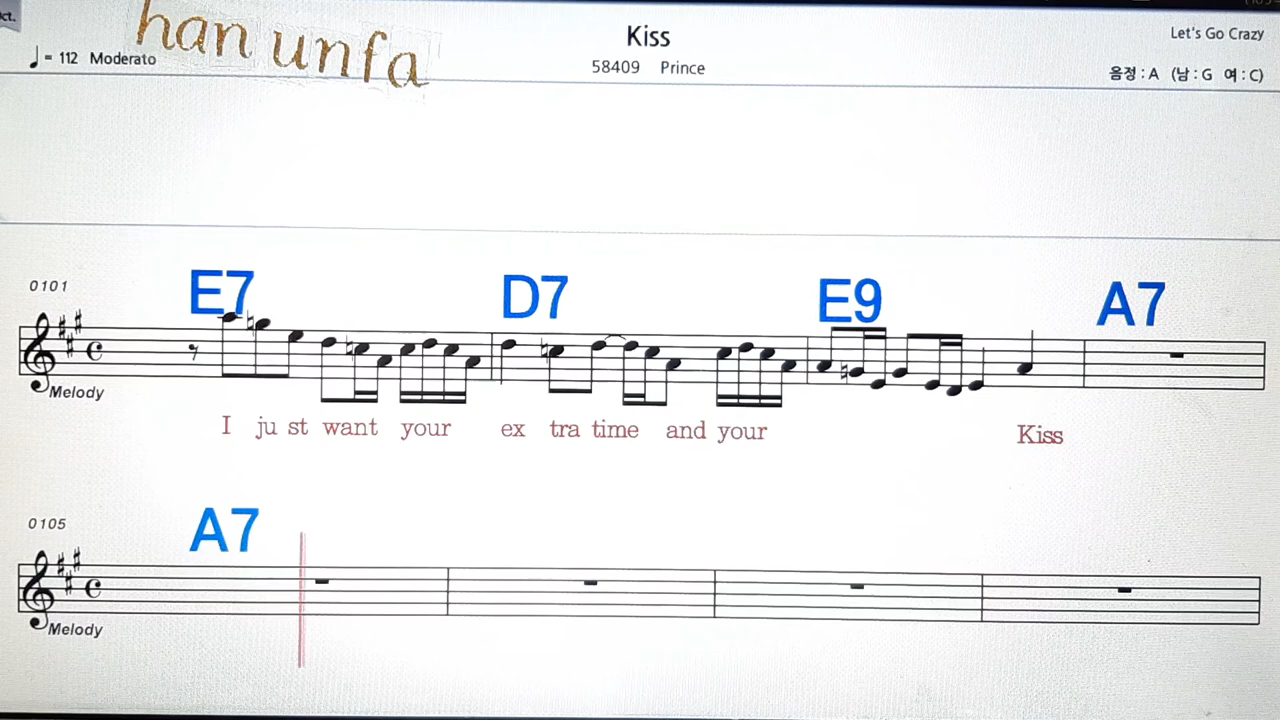 ct.
han unfa
Kiss
Let's Go Crazy
= 112 Moderato
58409 Prince
음정 : A (남 : G 여 : C)
0101
E7 D7 E9 A7
Melody
I ju st want your ex tra time and your Kiss
0105
A7
Melody